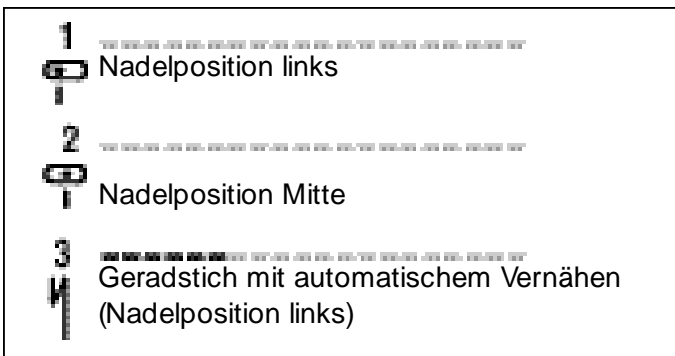 1
Nadelposition links
2
Nadelposition Mitte
3
Geradstich mit automatischem Vernähen
(Nadelposition links)